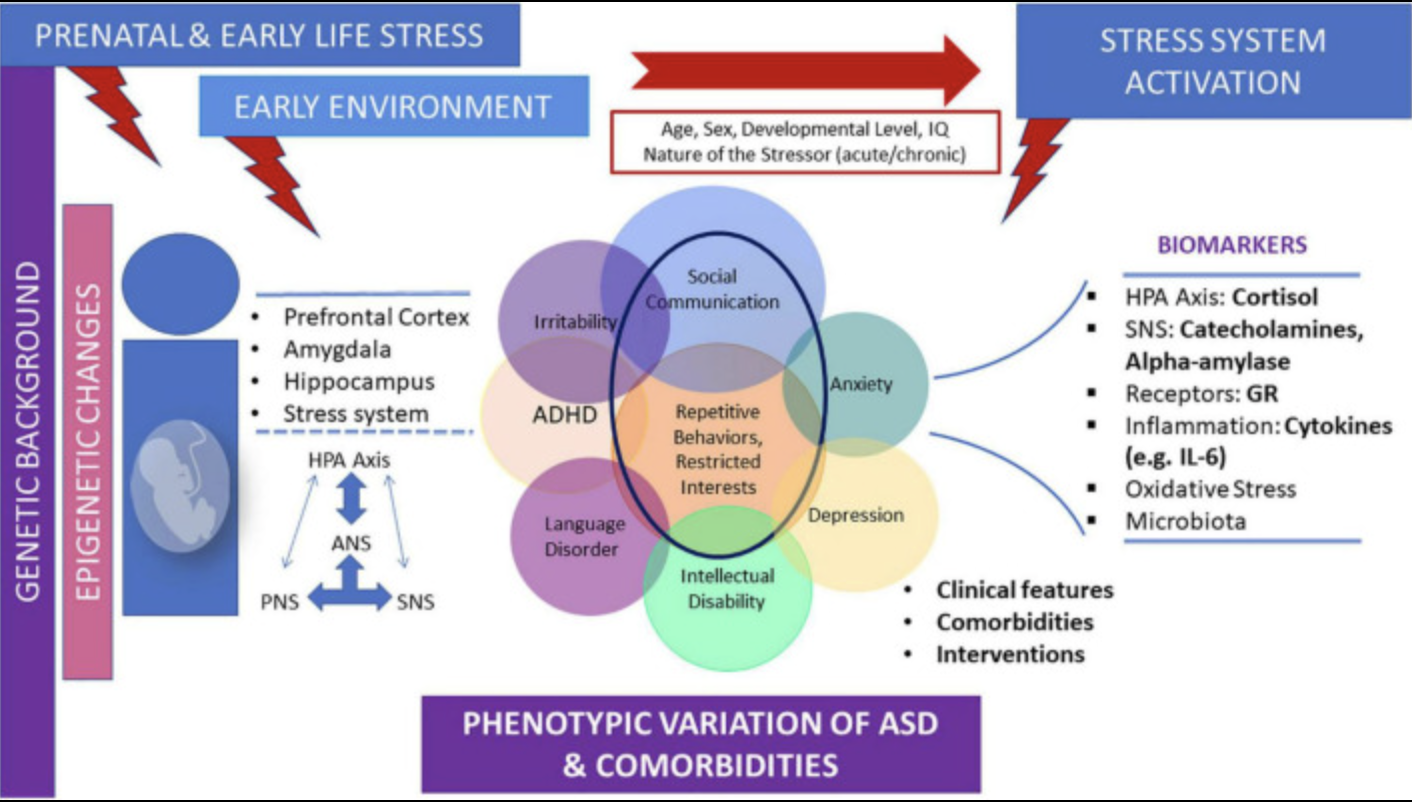 PRENATAL & EARLY LIFE STRESS
EARLY ENVIRONMENT
STRESS SYSTEM
ACTIVATION
Age, Sex, Developmental Level, IQ
Nature of the Stressor (acute/chronic)
GENETIC BACKGROUND
EPIGENETIC CHANGES
• Prefrontal Cortex
• Amygdala
• Hippocampus
• Stress system
HPA Axis
ANS
PNS
SNS
Social
Communication
Irritability
Anxiety
ADHD
Repetitive
Behaviors,
Restricted
Interests
Language
Disorder
Depression
Intellectual
Disability
BIOMARKERS
▪ HPA Axis: Cortisol
▪ SNS: Catecholamines,
Alpha-amylase
▪ Receptors: GR
▪ Inflammation: Cytokines
(e.g. IL-6)
▪ Oxidative Stress
▪ Microbiota
• Clinical features
• Comorbidities
• Interventions
PHENOTYPIC VARIATION OF ASD
& COMORBIDITIES